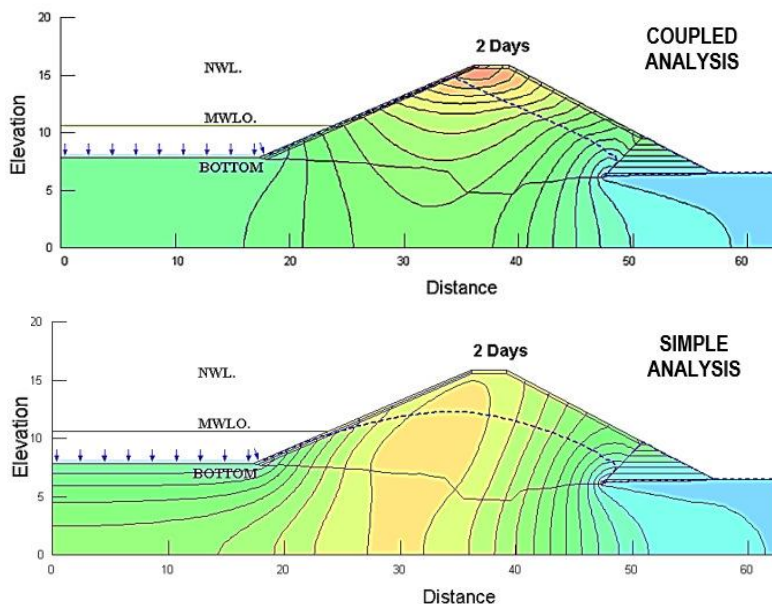 20
2 Days
COUPLED
ANALYSIS
15
NWL.
Elevation
10
MWLO.
BOTTOM
5
0
0 10 20 30 40 50 60
Distance
20
SIMPLE
ANALYSIS
2 Days
15
NWL.
Elevation
10
MWLO.
BOTTOM
5
0
0 10 20 30 40 50 60
Distance